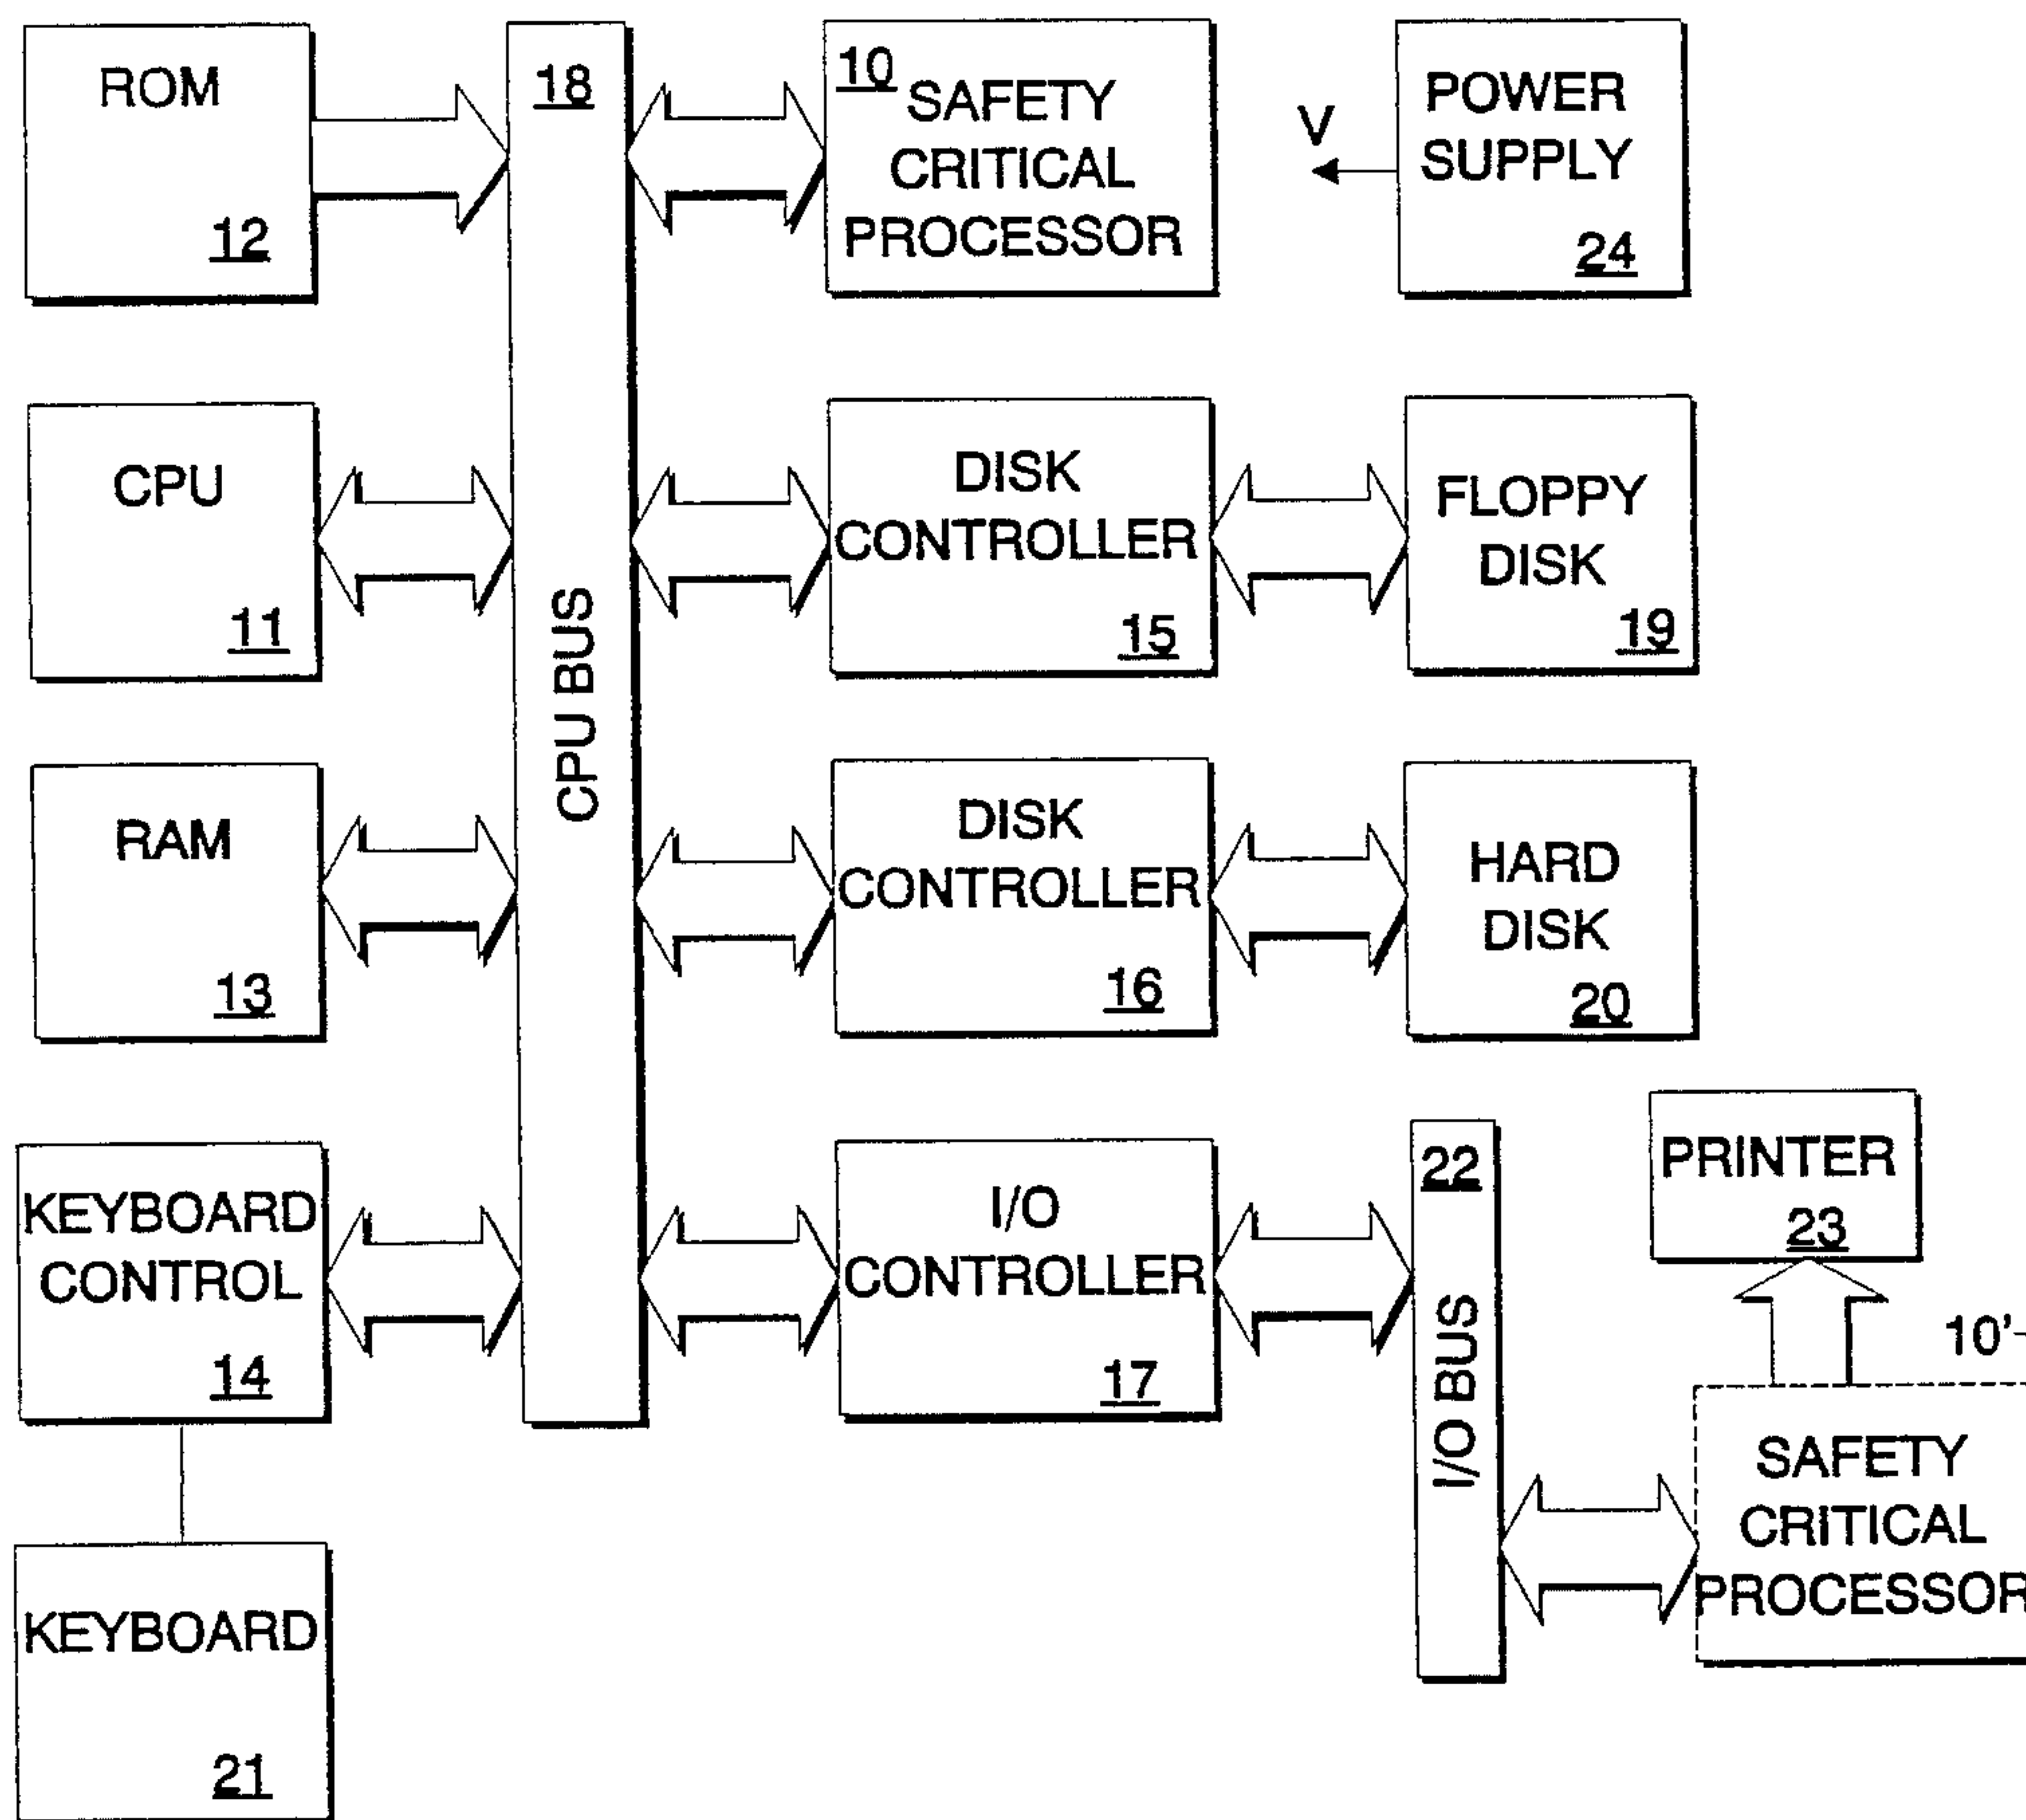 ROM
12
18
CPU BUS
10
SAFETY
CRITICAL
PROCESSOR
V
POWER
SUPPLY
24
CPU
11
DISK
CONTROLLER
15
FLOPPY
DISK
19
RAM
13
DISK
CONTROLLER
16
HARD
DISK
20
KEYBOARD
CONTROL
14
I/O
CONTROLLER
17
22
I/O BUS
PRINTER
23
10'
SAFETY
CRITICAL
PROCESSOR
KEYBOARD
21